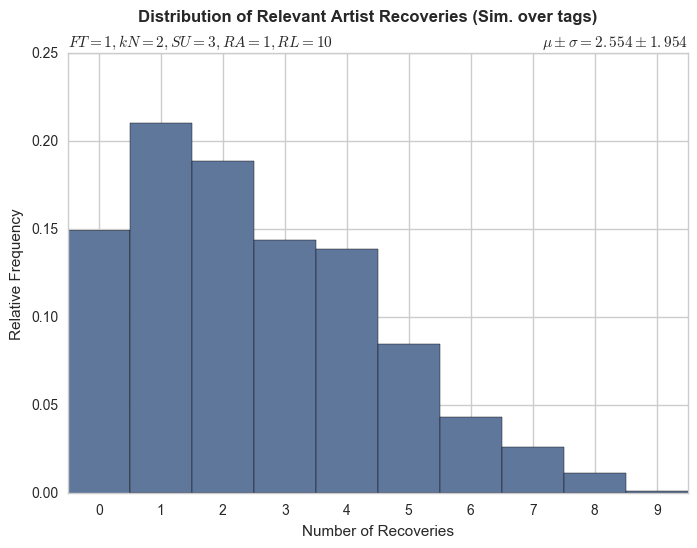 Distribution of Relevant Artist Recoveries (Sim. over tags)
FT = 1, kN = 2, SU = 3, RA = 1, RL = 10
μ ± σ = 2.554 ± 1.954
0.25
0.20
0.15
0.10
0.05
0.00
Relative Frequency
0 1 2 3 4 5 6 7 8 9
Number of Recoveries